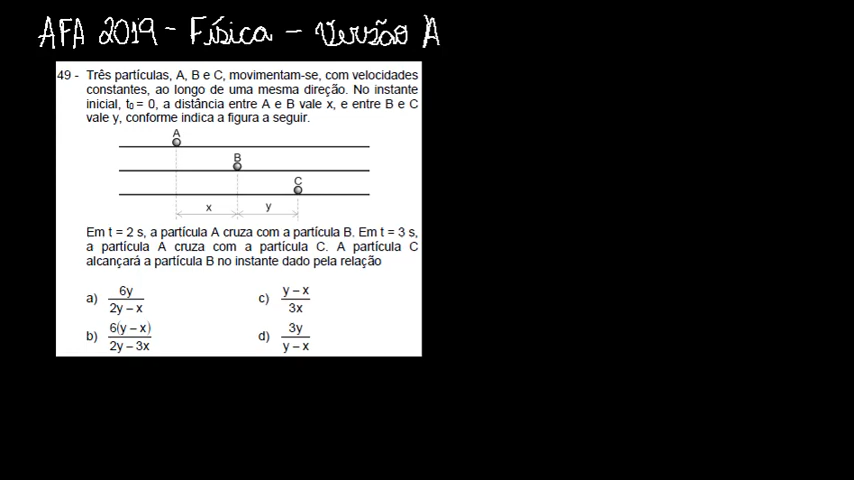 AFA 2019 - Física - Versão A
49 - Três partículas, A, B e C, movimentam-se, com velocidades
constantes, ao longo de uma mesma direção. No instante
inicial, t₀ = 0, a distância entre A e B vale x, e entre B e C
vale y, conforme indica a figura a seguir.
A
B
C
x y
Em t = 2 s, a partícula A cruza com a partícula B. Em t = 3 s,
a partícula A cruza com a partícula C. A partícula C
alcançará a partícula B no instante dado pela relação
a) 6y / 2y – x
c) y – x / 3x
b) 6(y – x) / 2y – 3x
d) 3y / y – x